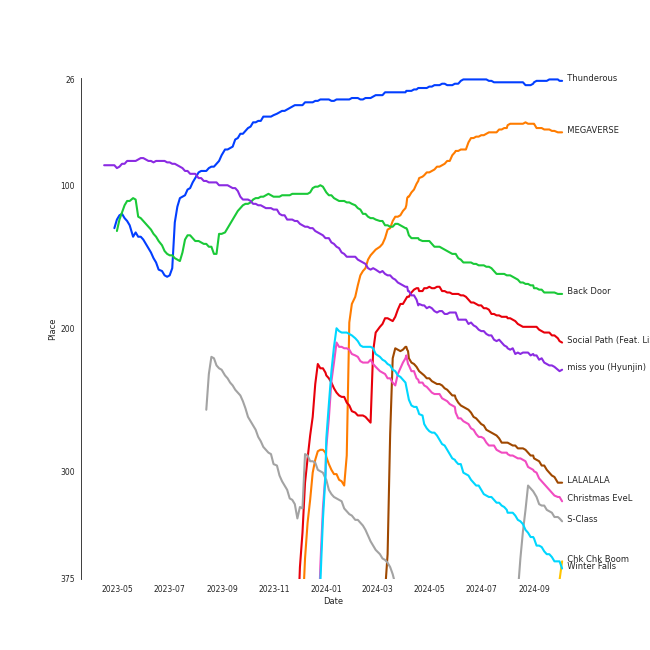 26
Thunderous
MEGAVERSE
100
Back Door
200
Place
Social Path (Feat. Li
miss you (Hyunjin)
300
LALALALA
Christmas EveL
S-Class
Chk Chk Boom
Winter Falls
375
2023-05 2023-07 2023-09 2023-11 2024-01 2024-03 2024-05 2024-07 2024-09
Date